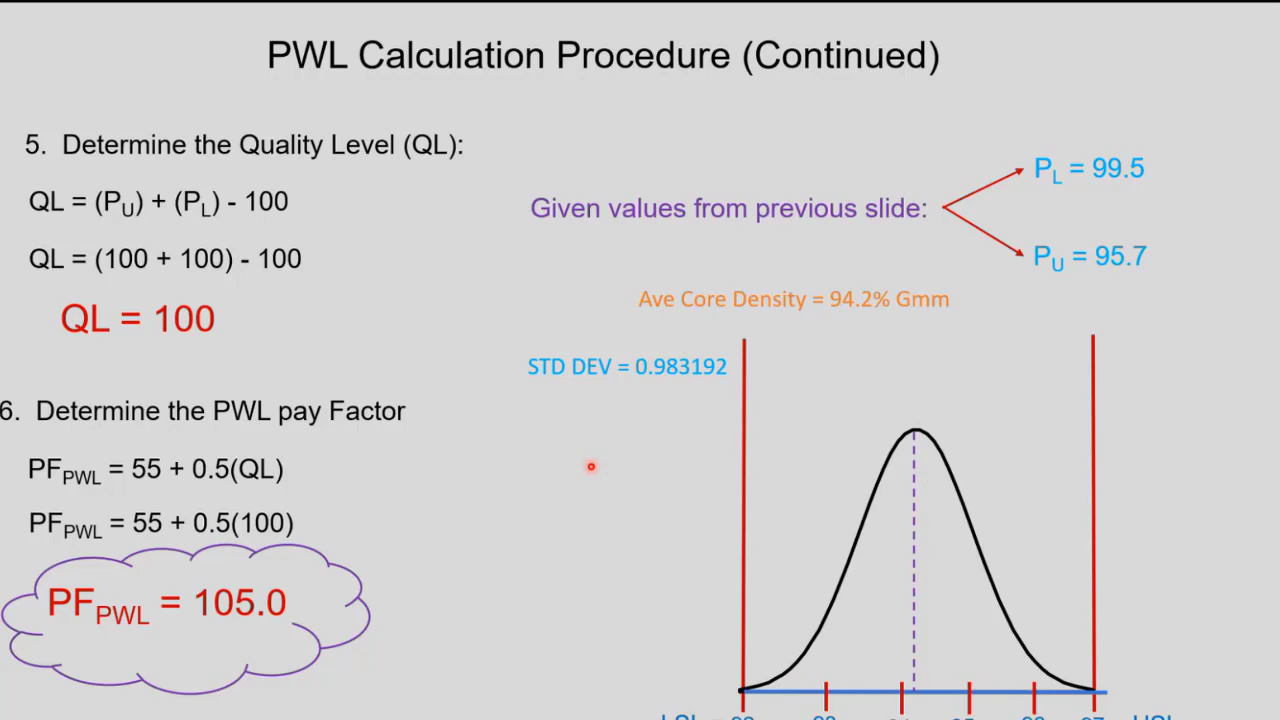 PWL Calculation Procedure (Continued)
5. Determine the Quality Level (QL):
QL = (PU) + (PL) - 100
QL = (100 + 100) - 100
QL = 100
Given values from previous slide:
PL = 99.5
PU = 95.7
Ave Core Density = 94.2% Gmm
STD DEV = 0.983192
6. Determine the PWL pay Factor
PFPWL = 55 + 0.5(QL)
PFPWL = 55 + 0.5(100)
PFPWL = 105.0